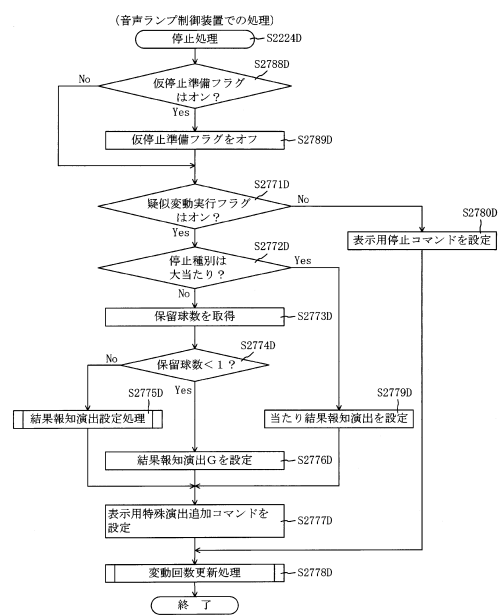 (音声ランプ制御装置での処理)
停止処理
S2224D
S2788D
仮停止準備フラグ
はオン?
No
Yes
仮停止準備フラグをオフ
S2789D
S2771D
疑似変動実行フラグ
はオン?
No
Yes
S2780D
表示用停止コマンドを設定
S2772D
停止種別は
大当たり?
Yes
No
保留球数を取得
S2773D
S2774D
保留球数<1?
No
Yes
S2775D
結果報知演出設定処理
S2779D
当たり結果報知演出を設定
結果報知演出Gを設定
S2776D
表示用特殊演出追加コマンドを
設定
S2777D
変動回数更新処理
S2778D
終 了